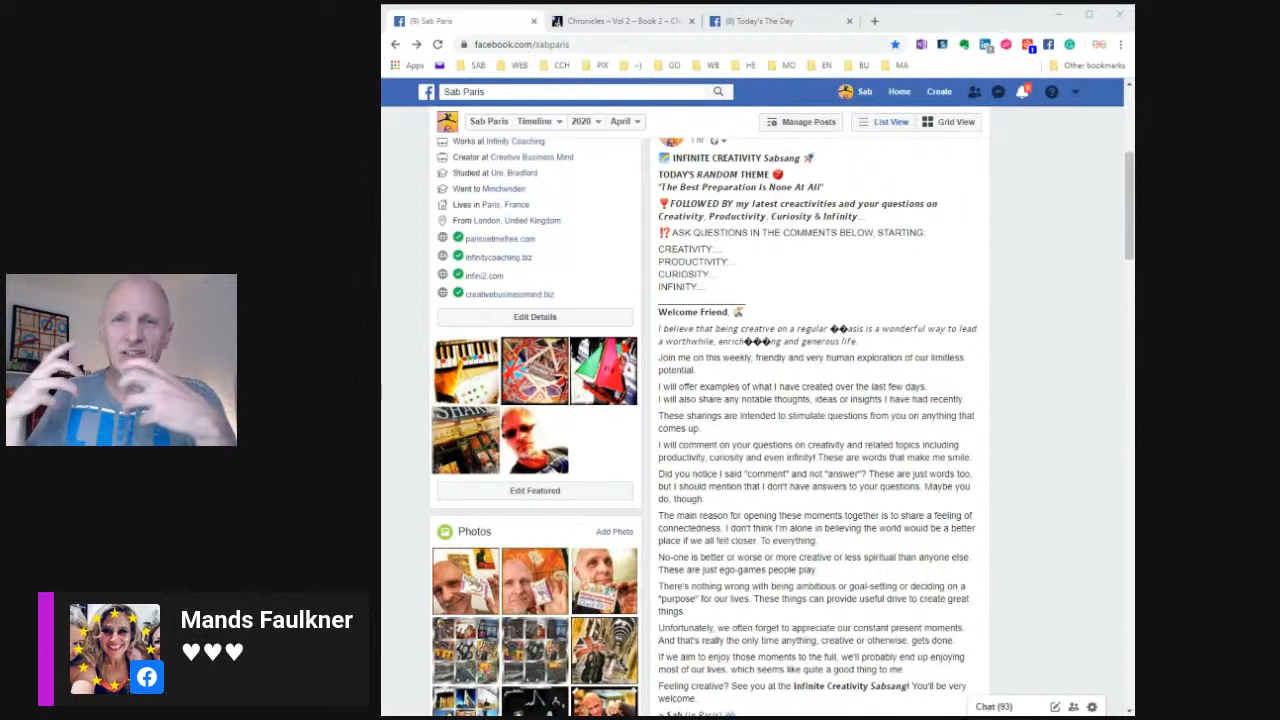 (9) Sab Paris
Chronicles – Vol 2 – Book 2 – Ch
(8) Today's The Day
facebook.com/sabparis
Apps
SAB
WEB
CCH
PIX
:-)
GO
WB
HE
MO
EN
BU
MA
Other bookmarks
Sab Paris
Sab
Home
Create
Sab Paris
Timeline
2020
April
Manage Posts
List View
Grid View
Works at Infinity Coaching
Creator at Creative Business Mind
Studied at Uni. Bradford
Went to Minchenden
Lives in Paris, France
From London, United Kingdom
parissetmefree.com
infinitycoaching.biz
infini2.com
creativebusinessmind.biz
Edit Details
SHARE
Edit Featured
Photos
Add Photo
1 hr
INFINITE CREATIVITY Sabsang 🚀
TODAY'S RANDOM THEME
"The Best Preparation Is None At All"
❣FOLLOWED BY my latest creactivities and your questions on
Creativity, Productivity, Curiosity & Infinity...
⁉ASK QUESTIONS IN THE COMMENTS BELOW, STARTING:
CREATIVITY:...
PRODUCTIVITY:...
CURIOSITY:...
INFINITY:...
Welcome Friend,
I believe that being creative on a regular ��asis is a wonderful way to lead
a worthwhile, enrich���ng and generous life.
Join me on this weekly, friendly and very human exploration of our limitless
potential.
I will offer examples of what I have created over the last few days.
I will also share any notable thoughts, ideas or insights I have had recently.
These sharings are intended to stimulate questions from you on anything that
comes up.
I will comment on your questions on creativity and related topics including
productivity, curiosity and even infinity! These are words that make me smile.
Did you notice I said "comment" and not "answer"? These are just words too,
but I should mention that I don't have answers to your questions. Maybe you
do, though.
The main reason for opening these moments together is to share a feeling of
connectedness. I don't think I'm alone in believing the world would be a better
place if we all felt closer. To everything.
No-one is better or worse or more creative or less spiritual than anyone else.
These are just ego-games people play.
There's nothing wrong with being ambitious or goal-setting or deciding on a
"purpose" for our lives. These things can provide useful drive to create great
things.
Unfortunately, we often forget to appreciate our constant present moments.
And that's really the only time anything, creative or otherwise, gets done.
If we aim to enjoy those moments to the full, we'll probably end up enjoying
most of our lives, which seems like quite a good thing to me.
Feeling creative? See you at the Infinite Creativity Sabsang! You'll be very
welcome.
~ Sab (in Paris)
Chat (93)
Mands Faulkner
♥♥♥